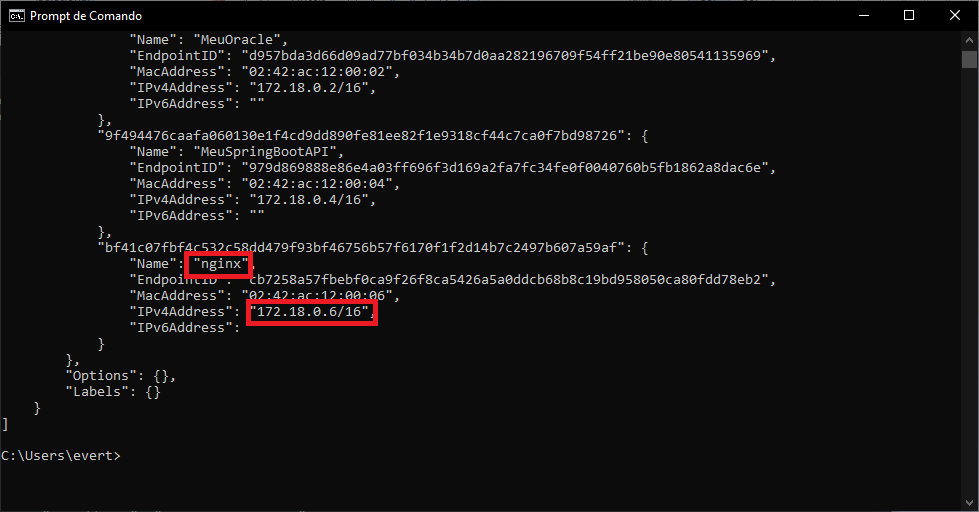 Prompt de Comando
"Name": "MeuOracle",
"EndpointID": "d957bda3d66d09ad77bf034b34b7d0aa282196709f54ff21be90e80541135969",
"MacAddress": "02:42:ac:12:00:02",
"IPv4Address": "172.18.0.2/16",
"IPv6Address": ""
},
"9f494476caafa060130e1f4cd9dd890fe81ee82f1e9318cf44c7ca0f7bd98726": {
"Name": "MeuSpringBootAPI",
"EndpointID": "979d869888e86e4a03ff696f3d169a2fa7fc34fe0f0040760b5fb1862a8dac6e",
"MacAddress": "02:42:ac:12:00:04",
"IPv4Address": "172.18.0.4/16",
"IPv6Address": ""
},
"bf41c07fbf4c532c58dd479f93bf46756b57f6170f1f2d14b7c2497b607a59af": {
"Name": "nginx",
"EndpointID": "cb7258a57fbebf0ca9f26f8ca5426a5a0ddcb68b8c19bd958050ca80fdd78eb2",
"MacAddress": "02:42:ac:12:00:06",
"IPv4Address": "172.18.0.6/16",
"IPv6Address":
}
},
"Options": {},
"Labels": {}
}
]
C:\Users\evert>